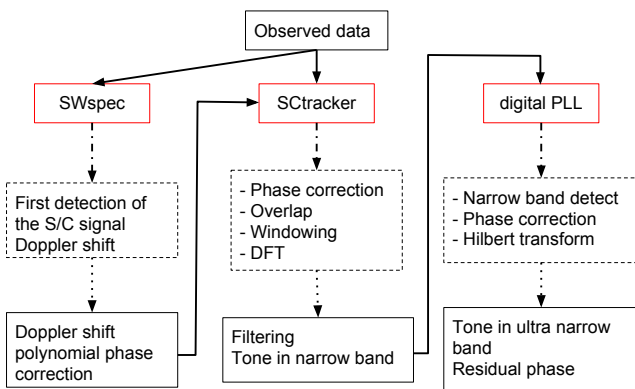 Observed data
SWspec
SCtracker
digital PLL
First detection of
the S/C signal
Doppler shift
- Phase correction
- Overlap
- Windowing
- DFT
- Narrow band detect
- Phase correction
- Hilbert transform
Doppler shift
polynomial phase
correction
Filtering
Tone in narrow band
Tone in ultra narrow
band
Residual phase